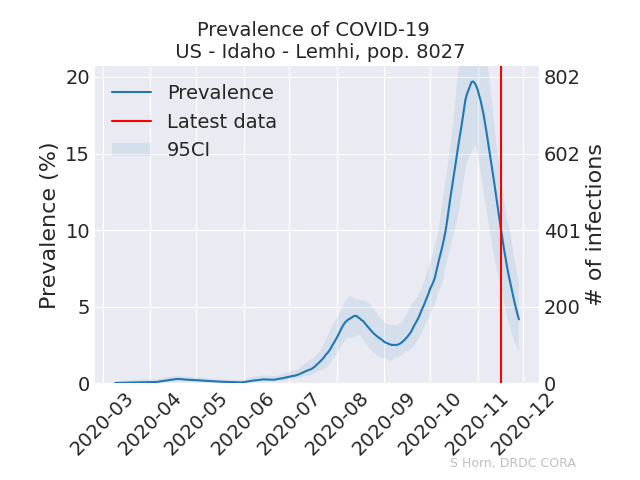 Prevalence of COVID-19
US - Idaho - Lemhi, pop. 8027
Prevalence
Latest data
95CI
Prevalence (%)
20
15
10
5
0
802
602
401
200
0
# of infections
2020-03
2020-04
2020-05
2020-06
2020-07
2020-08
2020-09
2020-10
2020-11
2020-12
S Horn, DRDC CORA